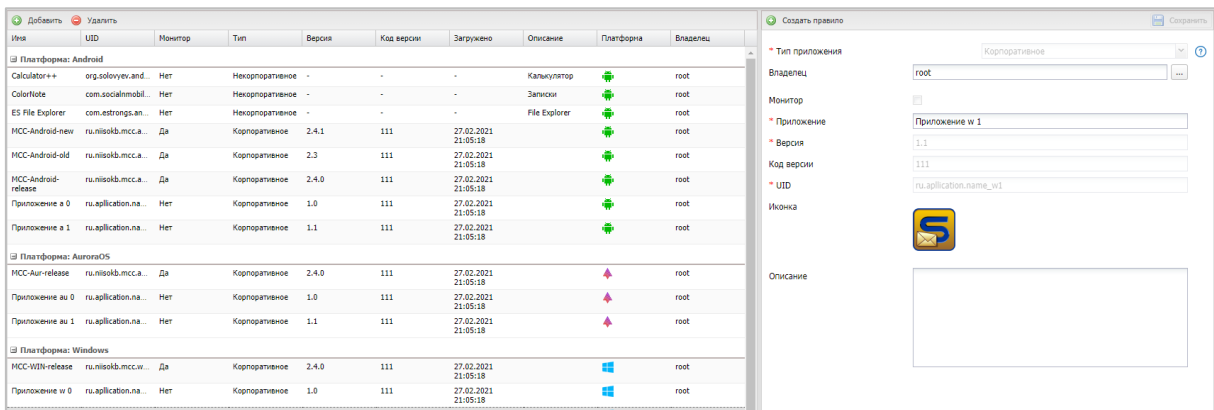 Добавить Удалить
Имя UID Монитор Тип Версия Код версии Загружено Описание Платформа Владелец
Платформа: Android
Calculator++ org.solovyev.and... Нет Некорпоративное - - - Калькулятор root
ColorNote com.socialnmobil... Нет Некорпоративное - - - Записки root
ES File Explorer com.estrongs.an... Нет Некорпоративное - - - File Explorer root
MCC-Android-new ru.niisokb.mcc.a... Да Корпоративное 2.4.1 111 27.02.2021 root
21:05:18
MCC-Android-old ru.niisokb.mcc.a... Да Корпоративное 2.3 111 27.02.2021 root
21:05:18
MCC-Android- ru.niisokb.mcc.a... Да Корпоративное 2.4.0 111 27.02.2021 root
release 21:05:18
Приложение a 0 ru.apllication.na... Нет Корпоративное 1.0 111 27.02.2021 root
21:05:18
Приложение a 1 ru.apllication.na... Нет Корпоративное 1.1 111 27.02.2021 root
21:05:18
Платформа: AuroraOS
MCC-Aur-release ru.niisokb.mcc.a... Да Корпоративное 2.4.0 111 27.02.2021 root
21:05:18
Приложение au 0 ru.apllication.na... Нет Корпоративное 1.0 111 27.02.2021 root
21:05:18
Приложение au 1 ru.apllication.na... Нет Корпоративное 1.1 111 27.02.2021 root
21:05:18
Платформа: Windows
MCC-WIN-release ru.niisokb.mcc.w... Да Корпоративное 2.4.0 111 27.02.2021 root
21:05:18
Приложение w 0 ru.apllication.na... Нет Корпоративное 1.0 111 27.02.2021 root
21:05:18
Создать правило Сохранить
* Тип приложения Корпоративное ?
Владелец root ...
Монитор
* Приложение Приложение w 1
* Версия 1.1
Код версии 111
* UID ru.apllication.name_w1
Иконка
S
Описание